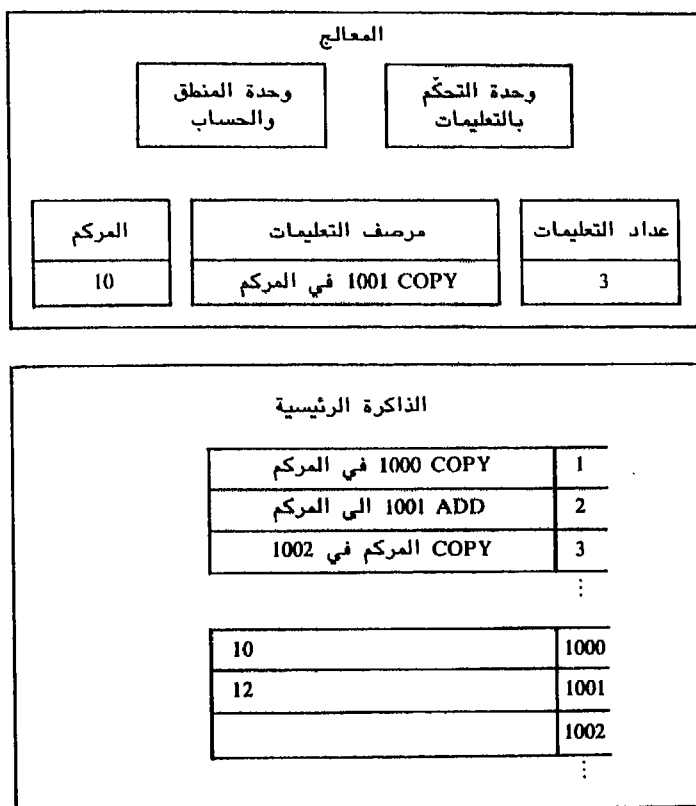 المعالج
وحدة التحكّم
بالتعليمات
وحدة المنطق
والحساب
عداد التعليمات
3
مرصف التعليمات
1001 COPY في المركم
المركم
10
الذاكرة الرئيسية
1 1000 COPY في المركم
2 1001 ADD الى المركم
3 COPY المركم في 1002
⋮
1000 10
1001 12
1002
⋮